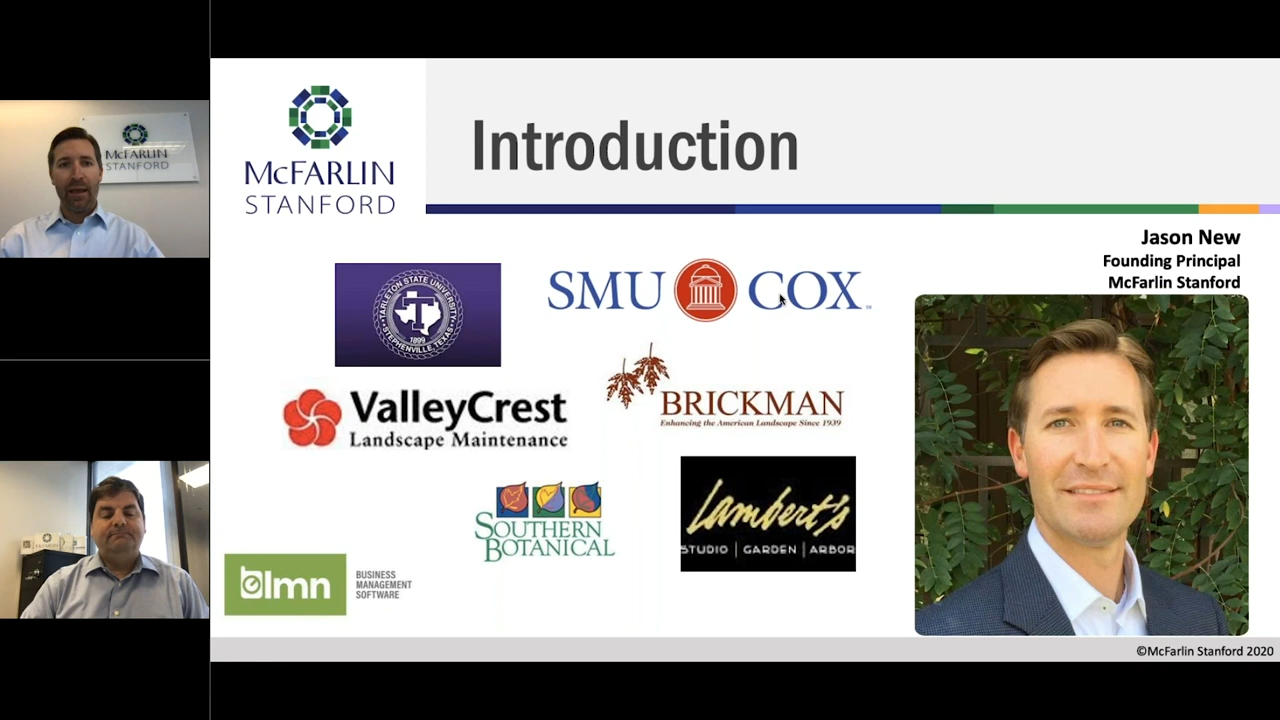 McFARLIN
STANFORD
McFARLIN
STANFORD
Introduction
Jason New
Founding Principal
McFarlin Stanford
TARLETON STATE UNIVERSITY
T
1899
STEPHENVILLE, TEXAS
SMU COX
ValleyCrest
Landscape Maintenance
BRICKMAN
Enhancing the American Landscape Since 1939
SOUTHERN
BOTANICAL
Lambert's
STUDIO | GARDEN | ARBOR
lmn
BUSINESS
MANAGEMENT
SOFTWARE
©McFarlin Stanford 2020